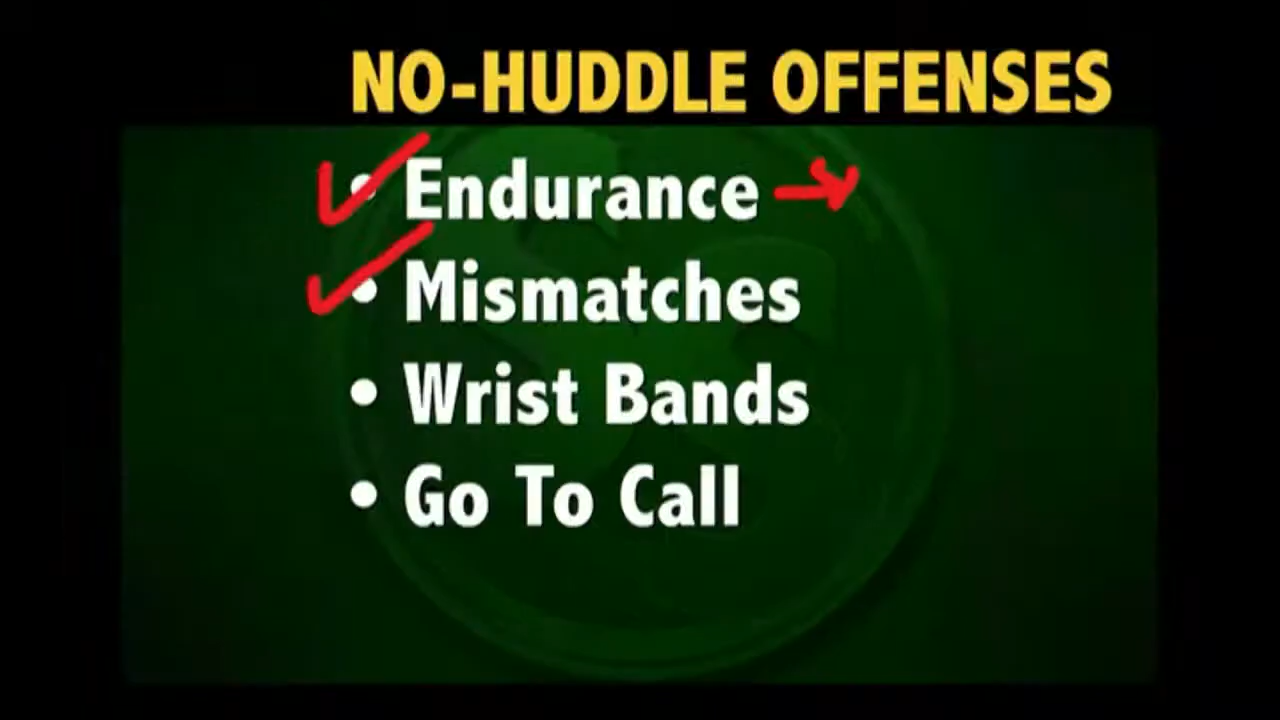 NO-HUDDLE OFFENSES
• Endurance →
• Mismatches
• Wrist Bands
• Go To Call